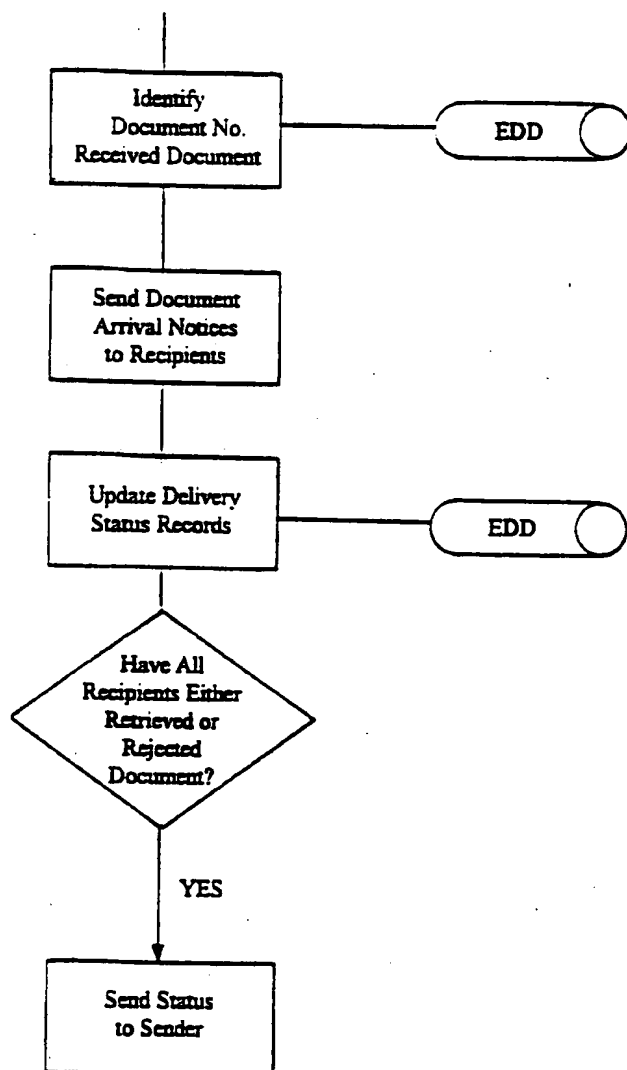 Identify
Document No.
Received Document
EDD
Send Document
Arrival Notices
to Recipients
Update Delivery
Status Records
EDD
Have All
Recipients Either
Retrieved or
Rejected
Document?
YES
Send Status
to Sender